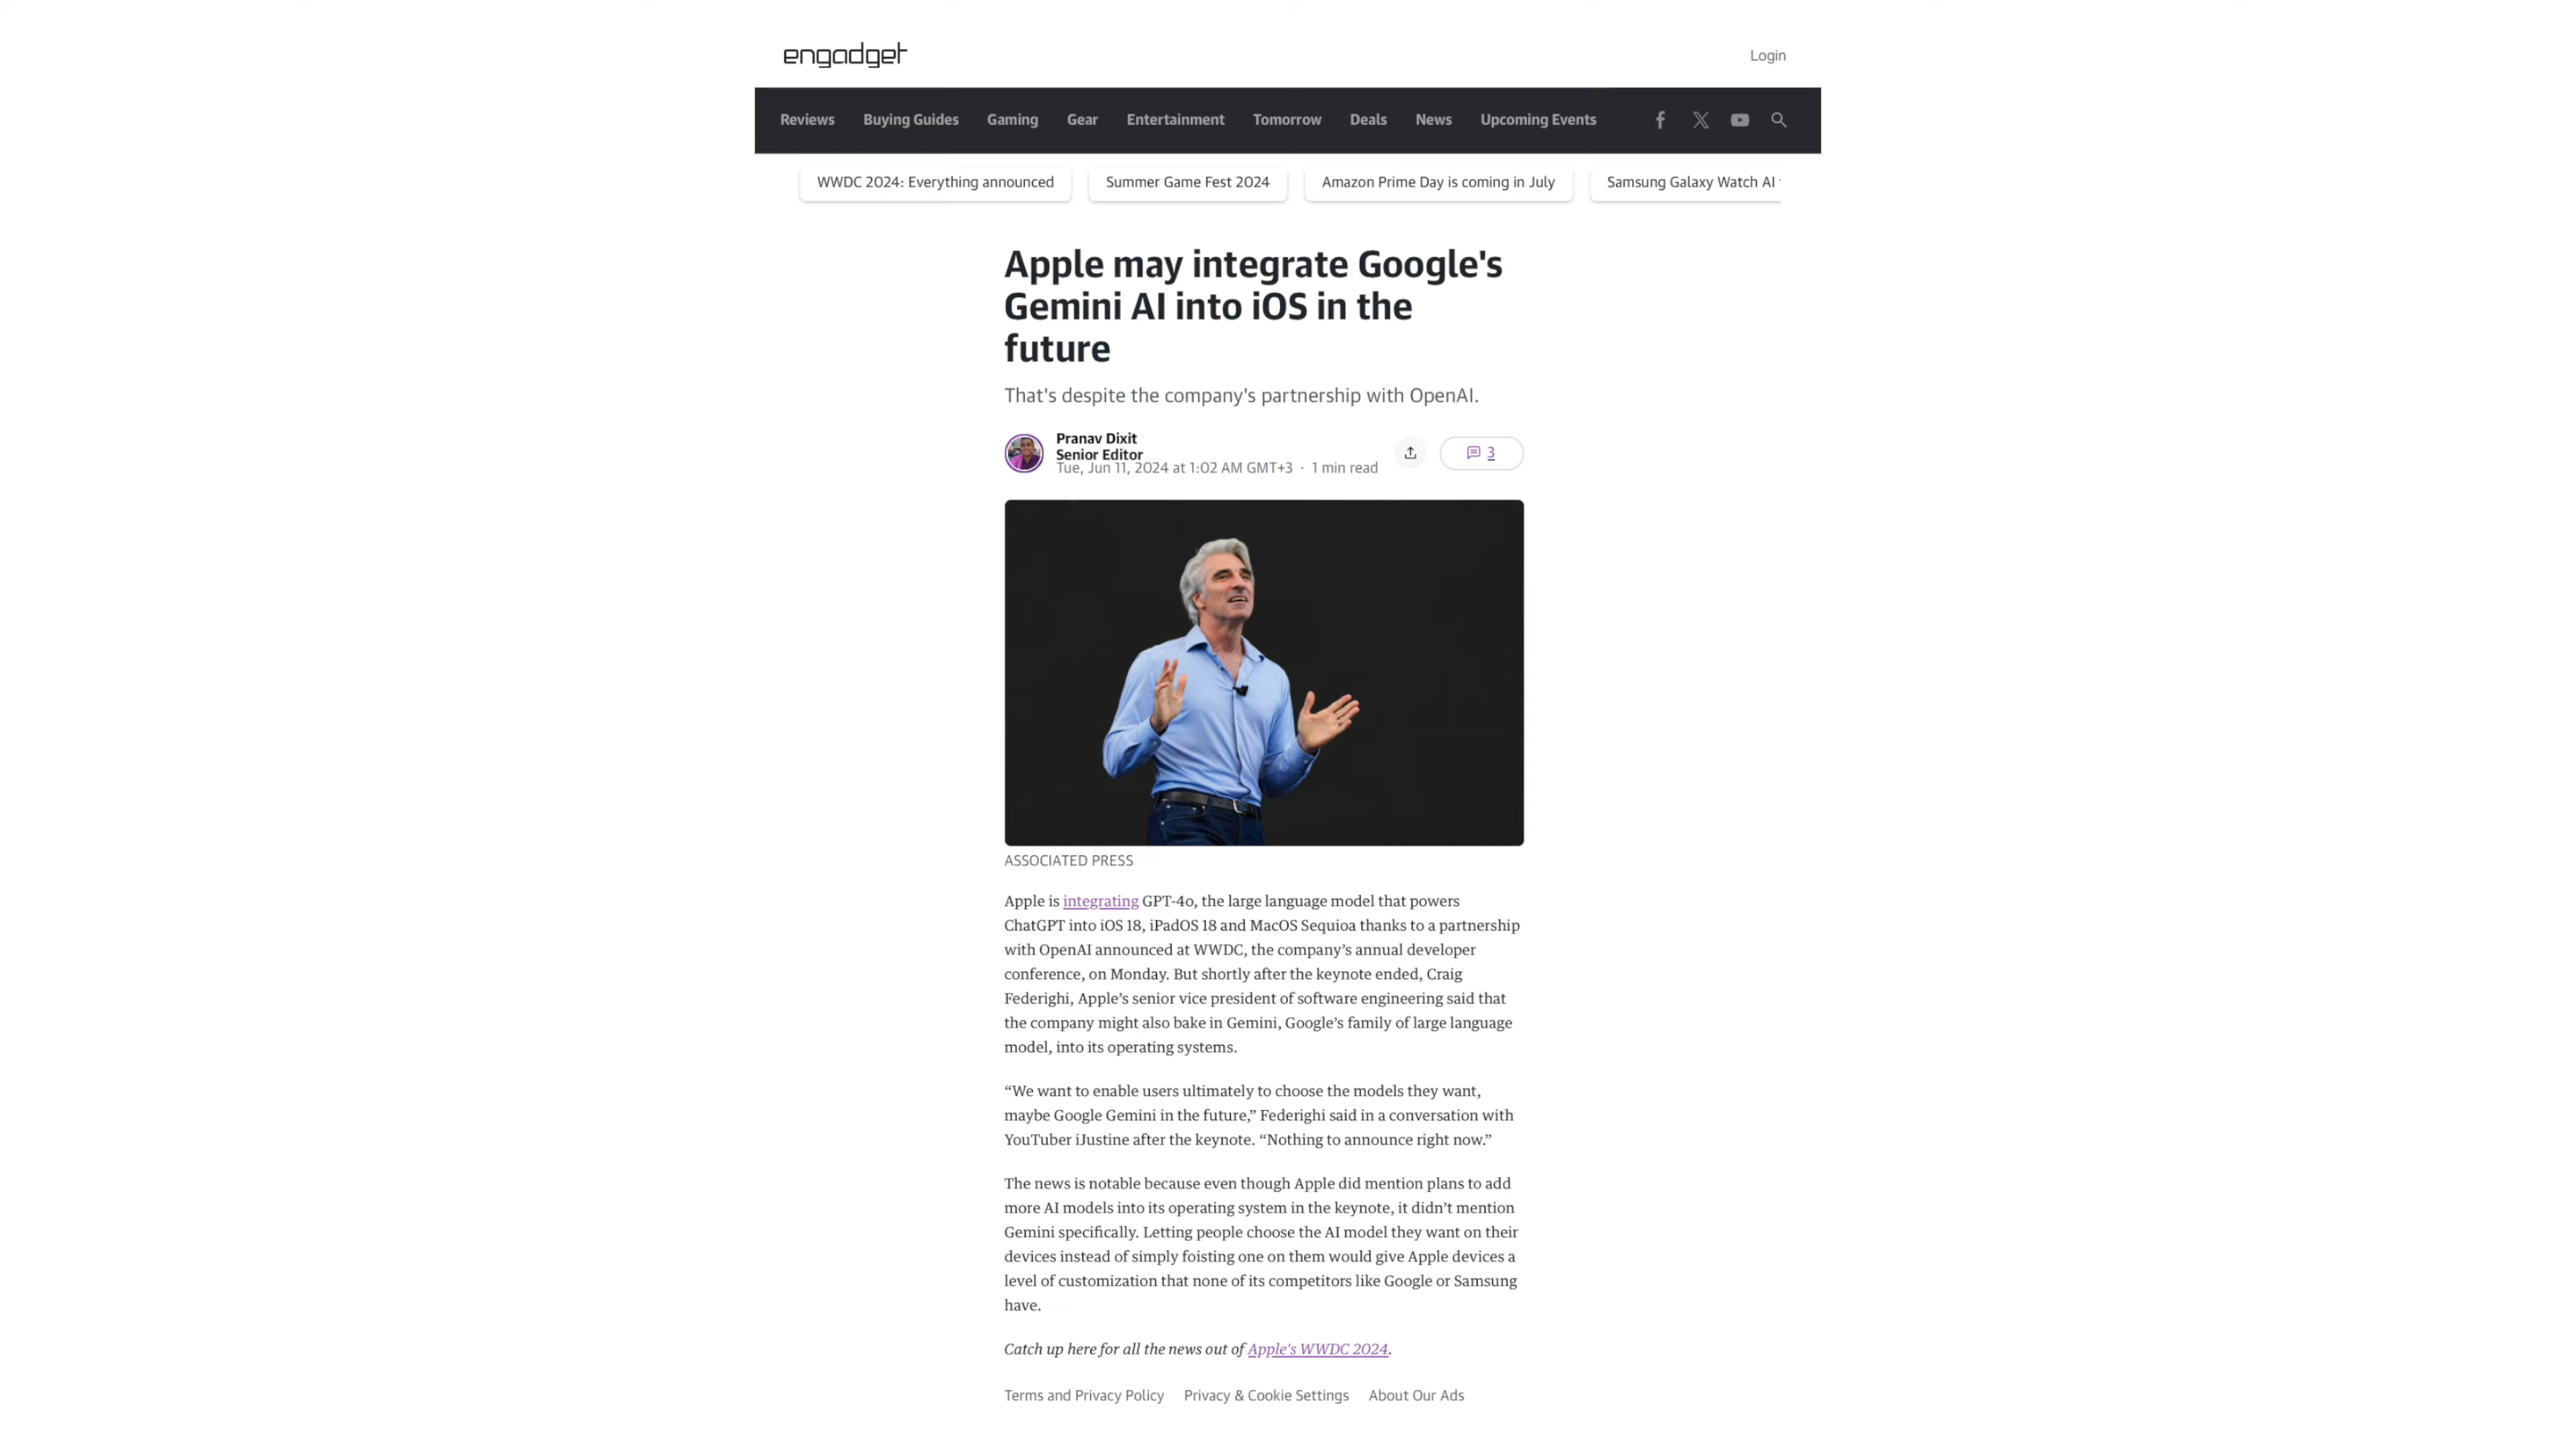 engadget
Login
Reviews Buying Guides Gaming Gear Entertainment Tomorrow Deals News Upcoming Events
WWDC 2024: Everything announced Summer Game Fest 2024 Amazon Prime Day is coming in July Samsung Galaxy Watch AI
Apple may integrate Google's
Gemini AI into iOS in the
future
That's despite the company's partnership with OpenAI.
Pranav Dixit
Senior Editor
Tue, Jun 11, 2024 at 1:02 AM GMT+3 · 1 min read
3
ASSOCIATED PRESS
Apple is integrating GPT-4o, the large language model that powers
ChatGPT into iOS 18, iPadOS 18 and MacOS Sequioa thanks to a partnership
with OpenAI announced at WWDC, the company’s annual developer
conference, on Monday. But shortly after the keynote ended, Craig
Federighi, Apple’s senior vice president of software engineering said that
the company might also bake in Gemini, Google’s family of large language
model, into its operating systems.
“We want to enable users ultimately to choose the models they want,
maybe Google Gemini in the future,” Federighi said in a conversation with
YouTuber iJustine after the keynote. “Nothing to announce right now.”
The news is notable because even though Apple did mention plans to add
more AI models into its operating system in the keynote, it didn’t mention
Gemini specifically. Letting people choose the AI model they want on their
devices instead of simply foisting one on them would give Apple devices a
level of customization that none of its competitors like Google or Samsung
have.
Catch up here for all the news out of Apple's WWDC 2024.
Terms and Privacy Policy Privacy & Cookie Settings About Our Ads